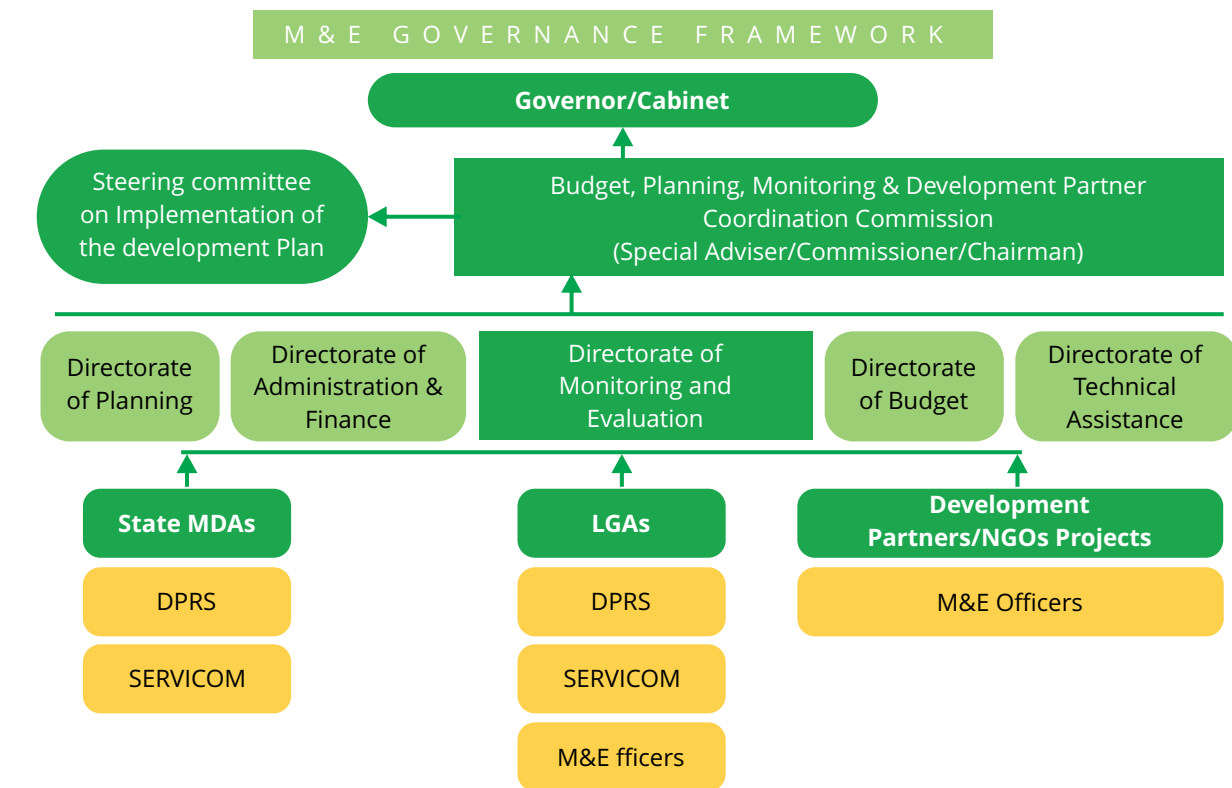 M & E GOVERNANCE FRAMEWORK
Governor/Cabinet
Steering committee
on Implementation of
the development Plan
Budget, Planning, Monitoring & Development Partner
Coordination Commission
(Special Adviser/Commissioner/Chairman)
Directorate
of Planning
Directorate of
Administration &
Finance
Directorate of
Monitoring and
Evaluation
Directorate
of Budget
Directorate of
Technical
Assistance
State MDAs
DPRS
SERVICOM
LGAs
DPRS
SERVICOM
M&E fficers
Development
Partners/NGOs Projects
M&E Officers